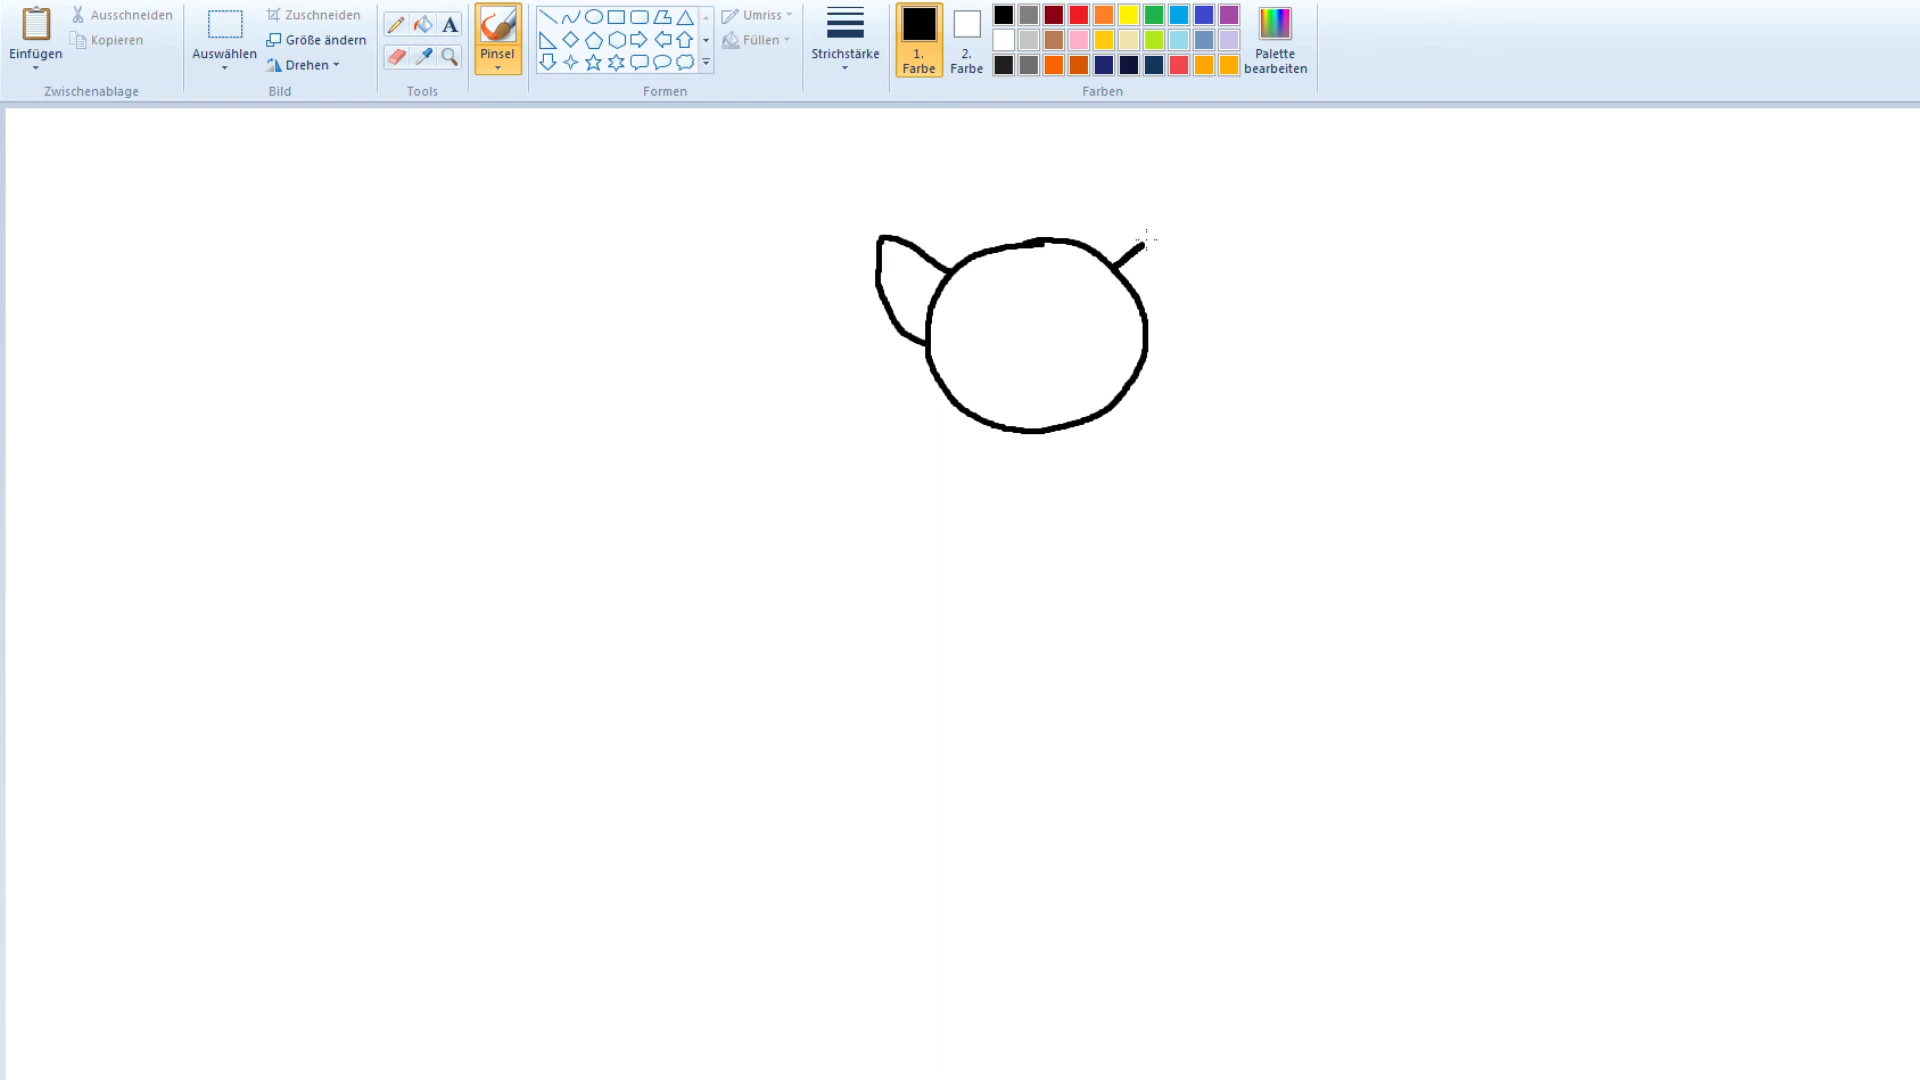 Einfügen
Ausschneiden
Kopieren
Zwischenablage
Auswählen
Zuschneiden
Größe ändern
Drehen
Bild
A
Tools
Pinsel
Umriss
Füllen
Formen
Strichstärke
1.
Farbe
2.
Farbe
Palette
bearbeiten
Farben